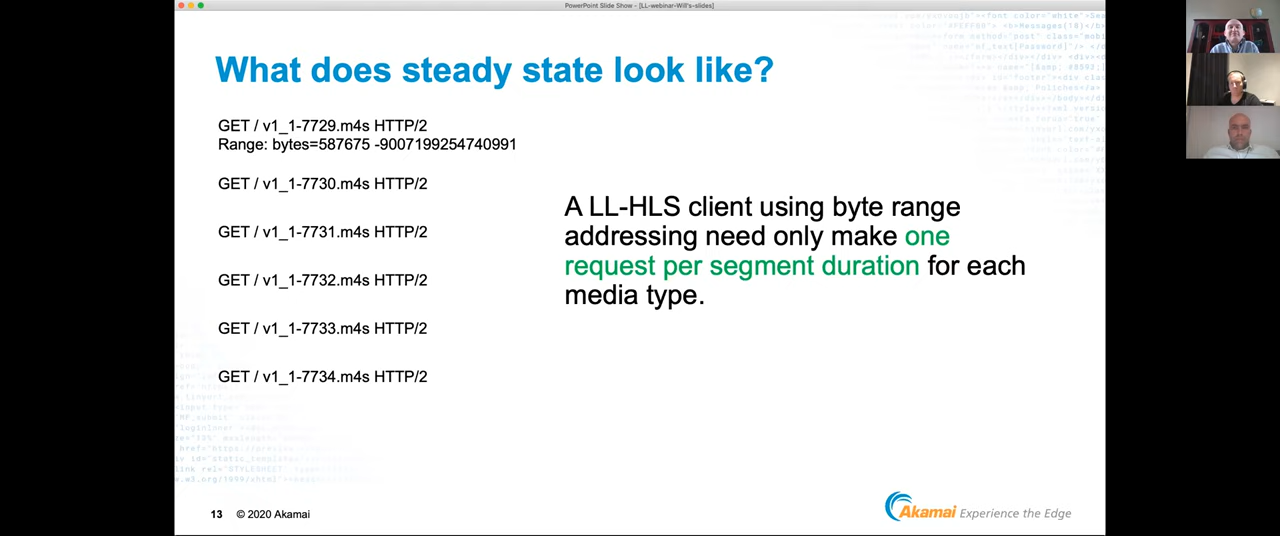 PowerPoint Slide Show - [LL-webinar-Will's-slides]
What does steady state look like?
GET / v1_1-7729.m4s HTTP/2
Range: bytes=587675 -9007199254740991
GET / v1_1-7730.m4s HTTP/2
GET / v1_1-7731.m4s HTTP/2
GET / v1_1-7732.m4s HTTP/2
GET / v1_1-7733.m4s HTTP/2
GET / v1_1-7734.m4s HTTP/2
A LL-HLS client using byte range
addressing need only make one
request per segment duration for each
media type.
13 © 2020 Akamai
Akamai Experience the Edge